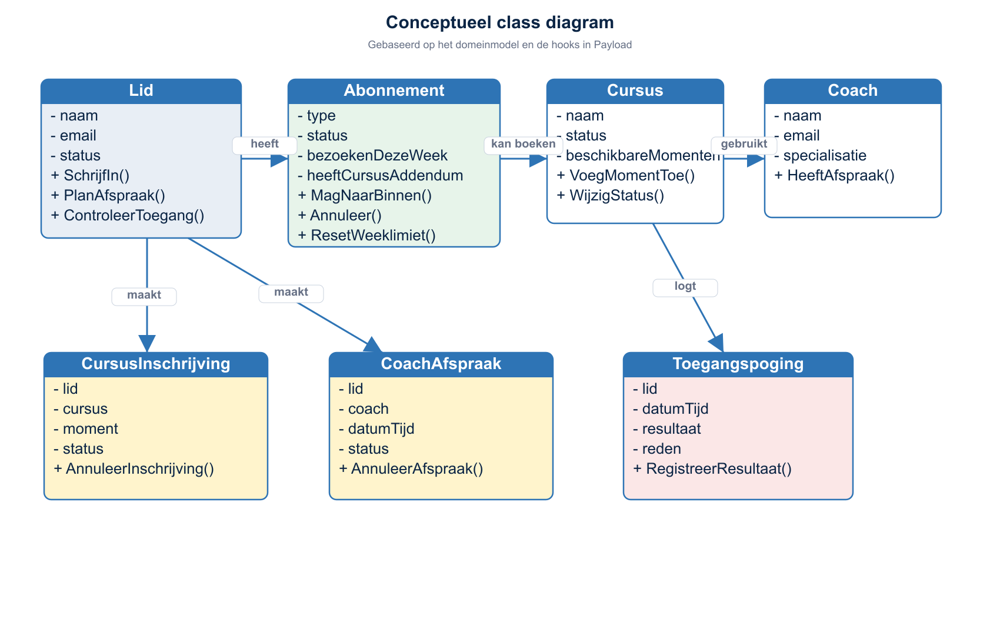 Conceptueel class diagram
Gebaseerd op het domeinmodel en de hooks in Payload
Lid
- naam
- email
- status
+ SchrijfIn()
+ PlanAfspraak()
+ ControleerToegang()
heeft
Abonnement
- type
- status
- bezoekenDezeWeek
- heeftCursusAddendum
+ MagNaarBinnen()
+ Annuleer()
+ ResetWeeklimiet()
kan boeken
Cursus
- naam
- status
- beschikbareMomenten
+ VoegMomentToe()
+ WijzigStatus()
gebruikt
Coach
- naam
- email
- specialisatie
+ HeeftAfspraak()
maakt
maakt
logt
CursusInschrijving
- lid
- cursus
- moment
- status
+ AnnuleerInschrijving()
CoachAfspraak
- lid
- coach
- datumTijd
- status
+ AnnuleerAfspraak()
Toegangspoging
- lid
- datumTijd
- resultaat
- reden
+ RegistreerResultaat()